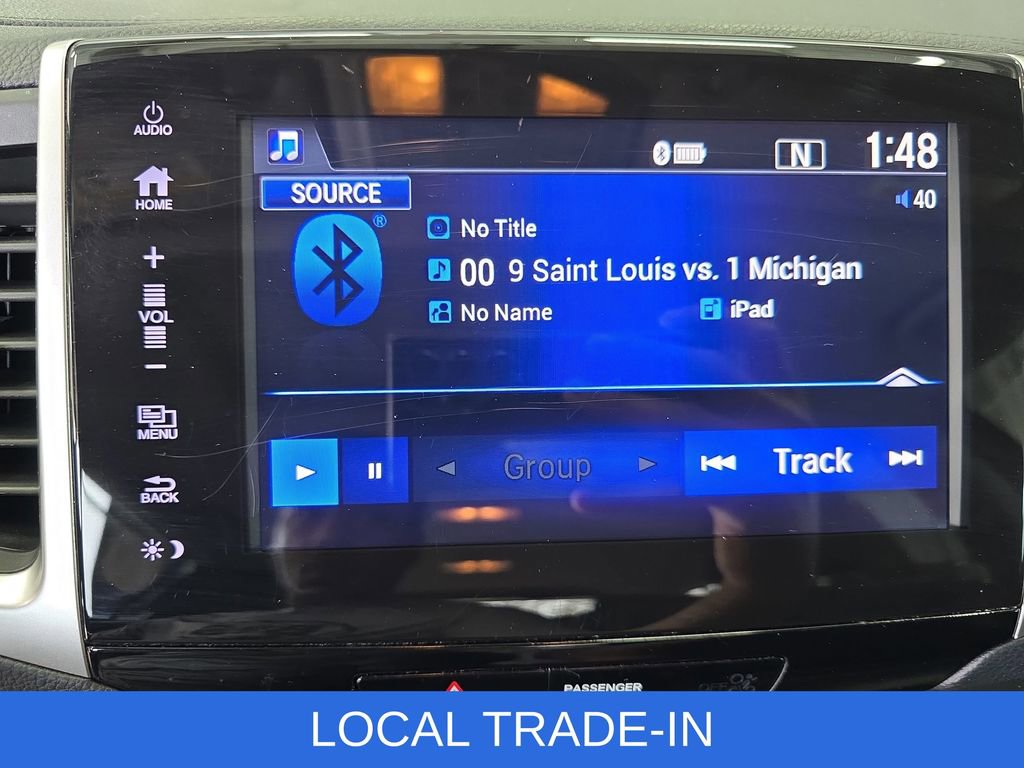 AUDIO
HOME
+
VOL
−
MENU
BACK
N
1:48
SOURCE
40
®
No Title
00 9 Saint Louis vs. 1 Michigan
No Name
iPad
Group
Track
PASSENGER
OFF
LOCAL TRADE-IN